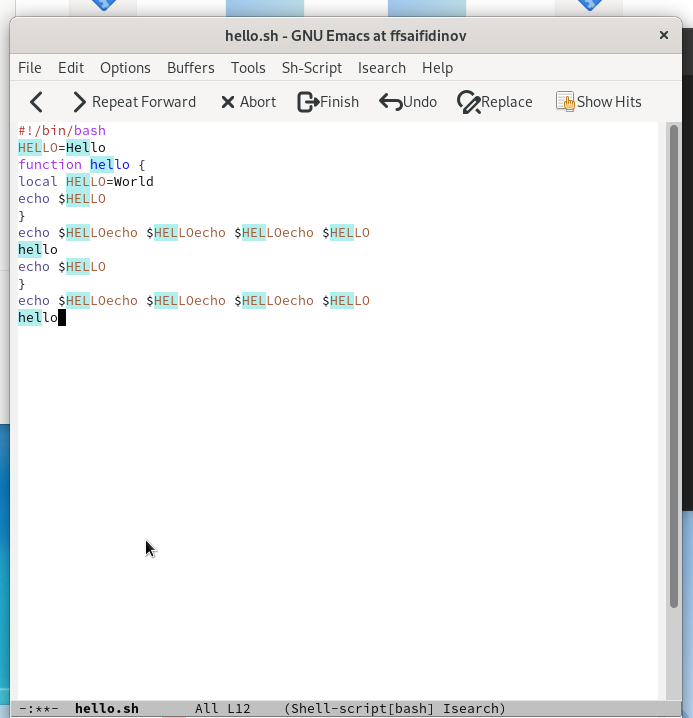 hello.sh - GNU Emacs at ffsaifidinov ×
File Edit Options Buffers Tools Sh-Script Isearch Help
Repeat Forward Abort Finish Undo Replace Show Hits
#!/bin/bash
HELLO=Hello
function hello {
local HELLO=World
echo $HELLO
}
echo $HELLOecho $HELLOecho $HELLOecho $HELLO
hello
echo $HELLO
}
echo $HELLOecho $HELLOecho $HELLOecho $HELLO
hello
-:**- hello.sh All L12 (Shell-script[bash] Isearch)